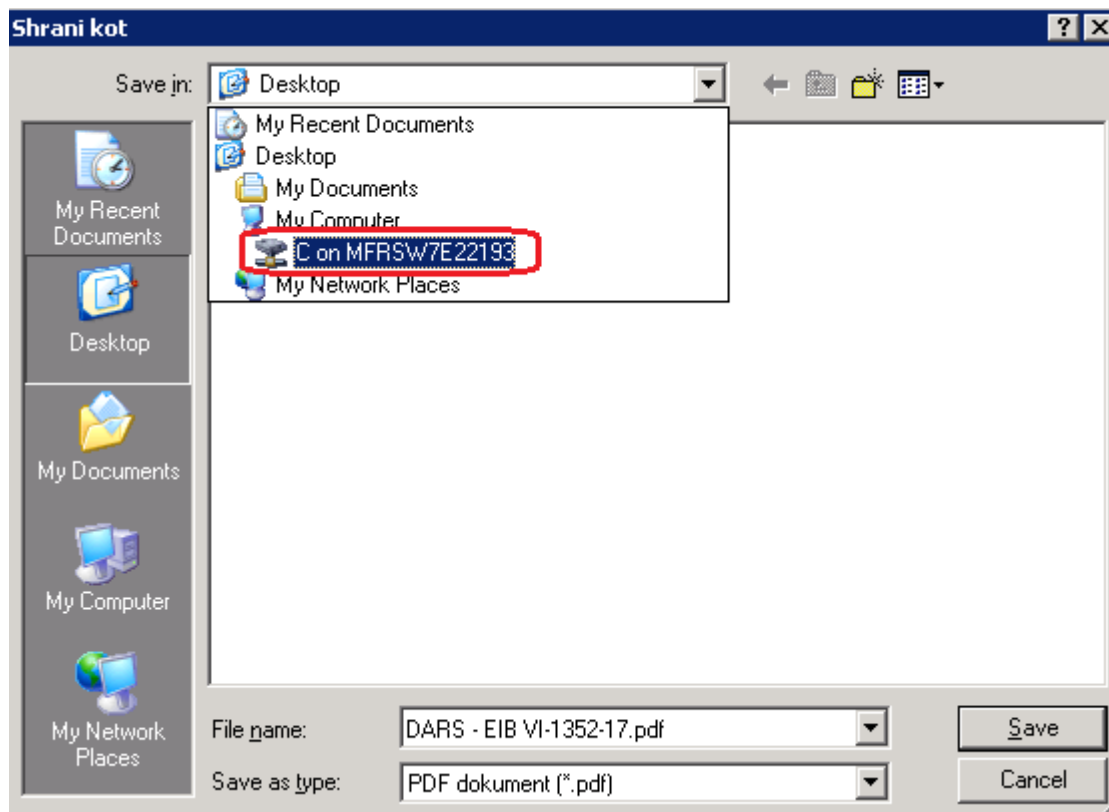 Shrani kot
Save in:
Desktop
My Recent Documents
Desktop
My Documents
My Computer
C on MFRSW7E22193
My Network Places
My Recent
Documents
Desktop
My Documents
My Computer
My Network
Places
File name:
DARS - EIB VI-1352-17.pdf
Save
Save as type:
PDF dokument (*.pdf)
Cancel